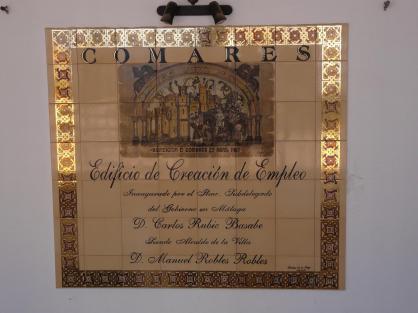 COMARES
Edificio de Creación de Empleo
Inaugurado por el Ilmo. Subdelegado
del Gobierno en Málaga
D. Carlos Rubio Basabe
Siendo Alcalde de la Villa
D. Manuel Robles Robles